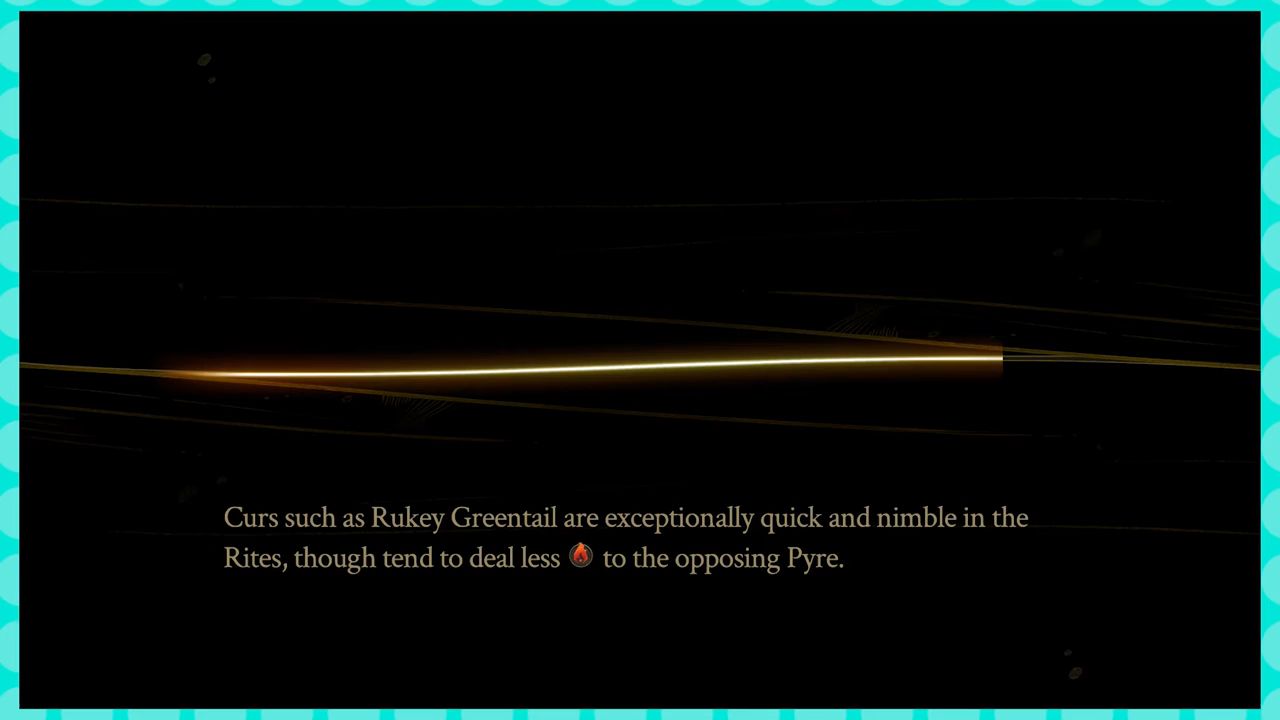 Curs such as Rukey Greentail are exceptionally quick and nimble in the
Rites, though tend to deal less to the opposing Pyre.